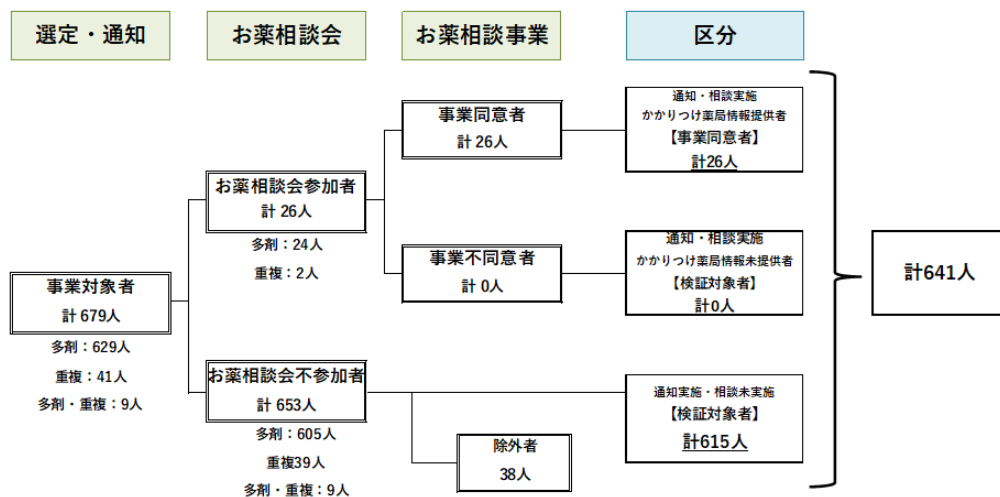 選定・通知
お薬相談会
お薬相談事業
区分
事業対象者
計 679人
多剤：629人
重複：41人
多剤・重複：9人
お薬相談会参加者
計 26人
多剤：24人
重複：2人
お薬相談会不参加者
計 653人
多剤：605人
重複39人
多剤・重複：9人
事業同意者
計 26人
事業不同意者
計 0人
除外者
38人
通知・相談実施
かかりつけ薬局情報提供者
【事業同意者】
計26人
通知・相談実施
かかりつけ薬局情報未提供者
【検証対象者】
計0人
通知実施・相談未実施
【検証対象者】
計615人
計641人